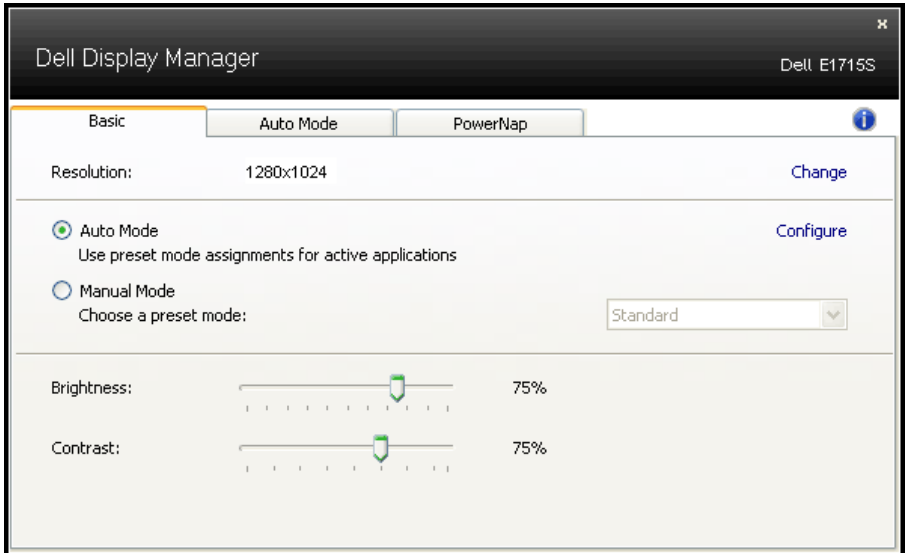 x
Dell Display Manager
Dell E1715S
Basic Auto Mode PowerNap i
Resolution: 1280x1024 Change
Auto Mode Configure
Use preset mode assignments for active applications
Manual Mode
Choose a preset mode: Standard
Brightness: 75%
Contrast: 75%